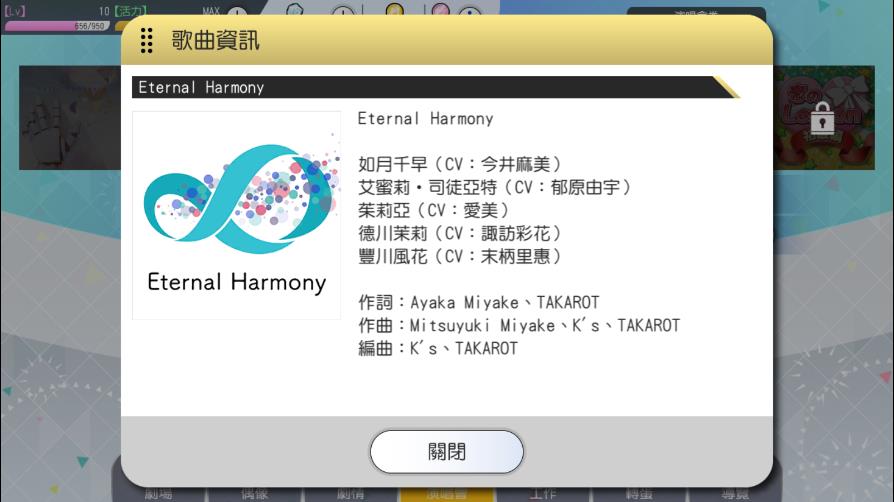 【Lv】 10【活力】 MAX
656/950
歌曲資訊
Eternal Harmony
Eternal Harmony
如月千早（CV：今井麻美）
艾蜜莉・司徒亞特（CV：郁原由宇）
茱莉亞（CV：愛美）
德川茉莉（CV：諏訪彩花）
豐川風花（CV：末柄里惠）
Eternal Harmony
作詞：Ayaka Miyake、TAKAROT
作曲：Mitsuyuki Miyake、K's、TAKAROT
編曲：K's、TAKAROT
關閉
劇場 偶像 劇情 演唱會 工作 轉蛋 導覽